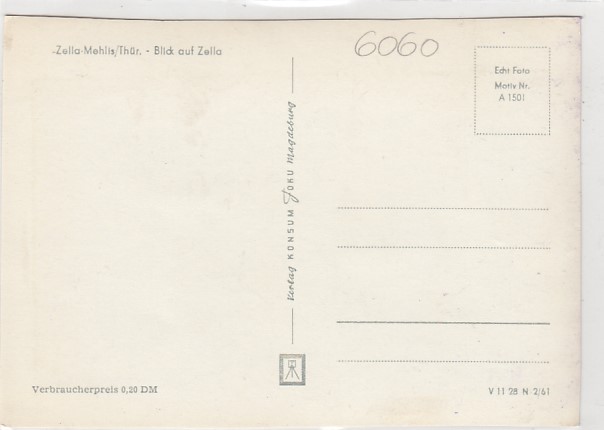 Zella-Mehlis/Thür. - Blick auf Zella
6060
Echt Foto
Motiv Nr.
A 1501
Verlag KONSUM FOKU Magdeburg
Verbraucherpreis 0,20 DM
V 11 28 N 2/61